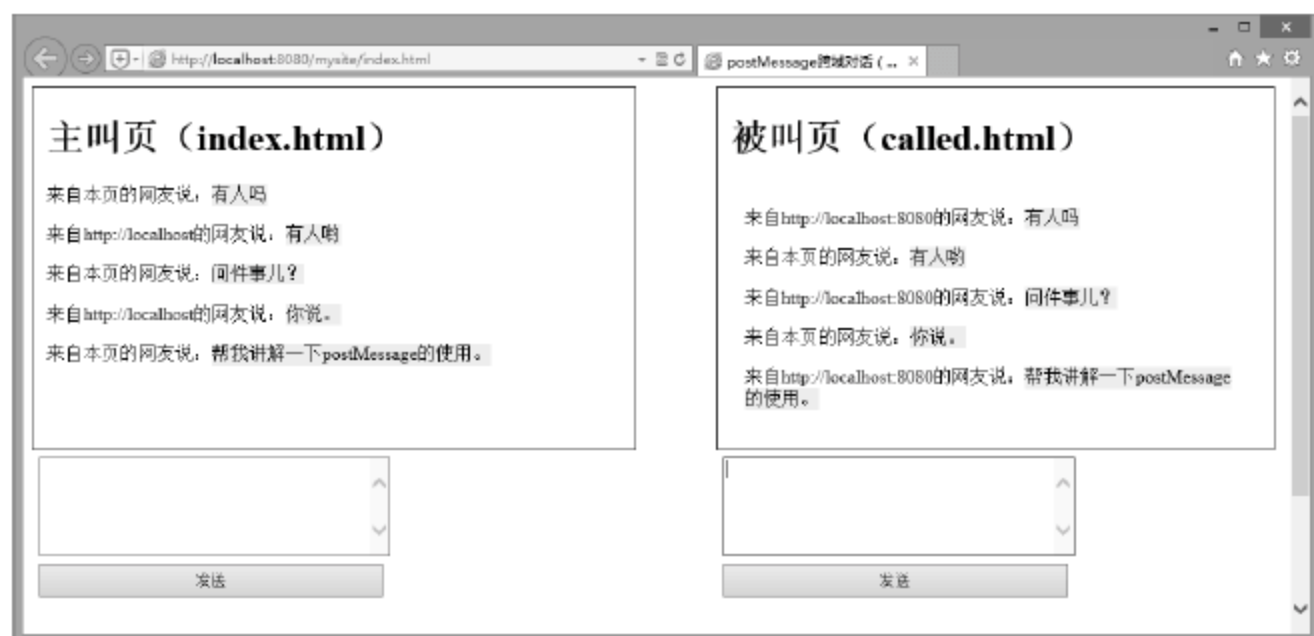 http://localhost:8080/mysite/index.html
postMessage跨域对话 ( ...
主叫页（index.html）
来自本页的网友说：有人吗
来自http://localhost的网友说：有人哟
来自本页的网友说：问件事儿？
来自http://localhost的网友说：你说。
来自本页的网友说：帮我讲解一下postMessage的使用。
发送
被叫页（called.html）
来自http://localhost:8080的网友说：有人吗
来自本页的网友说：有人哟
来自http://localhost:8080的网友说：问件事儿？
来自本页的网友说：你说。
来自http://localhost:8080的网友说：帮我讲解一下postMessage
的使用。
发送